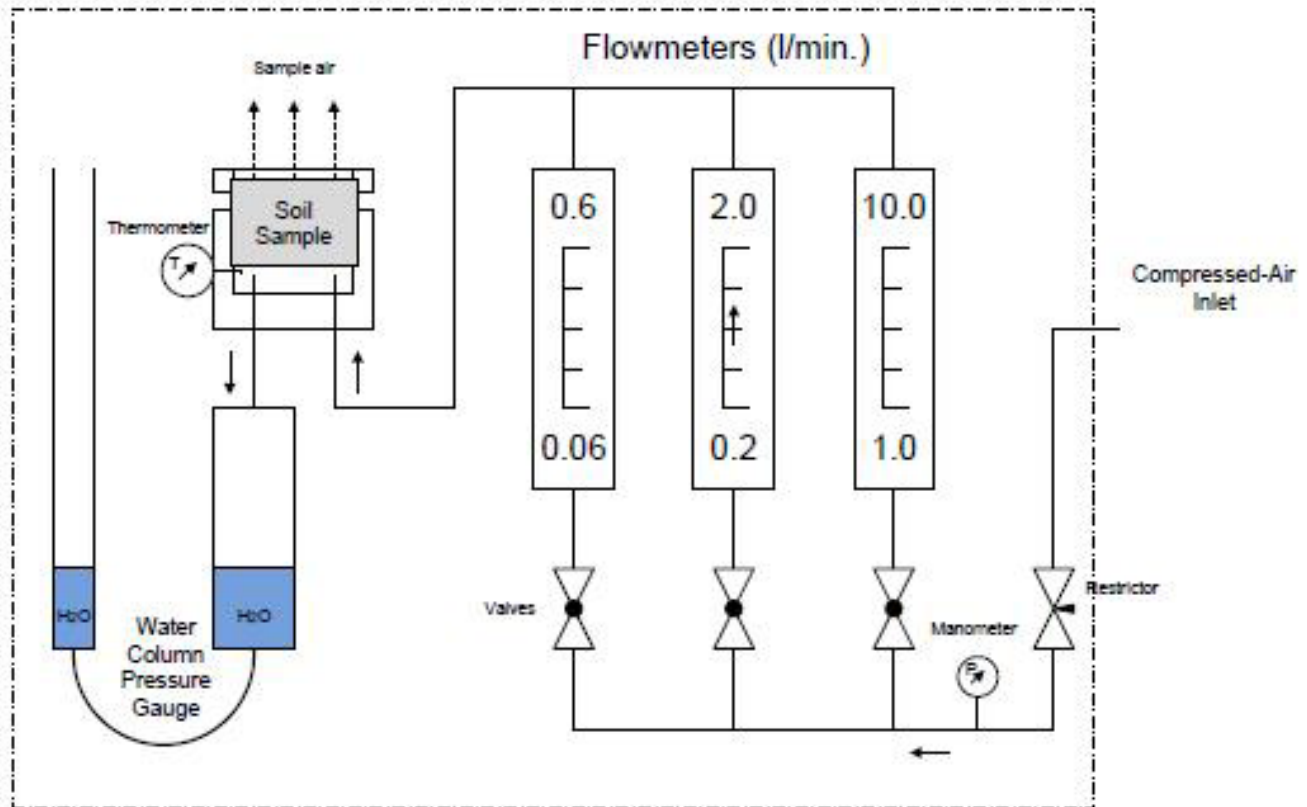 Flowmeters (l/min.)
Sample air
Soil
Sample
Thermometer
T
0.6
2.0
10.0
0.06
0.2
1.0
Compressed-Air
Inlet
H2O
H2O
Water
Column
Pressure
Gauge
Valves
Manometer
P
Restrictor